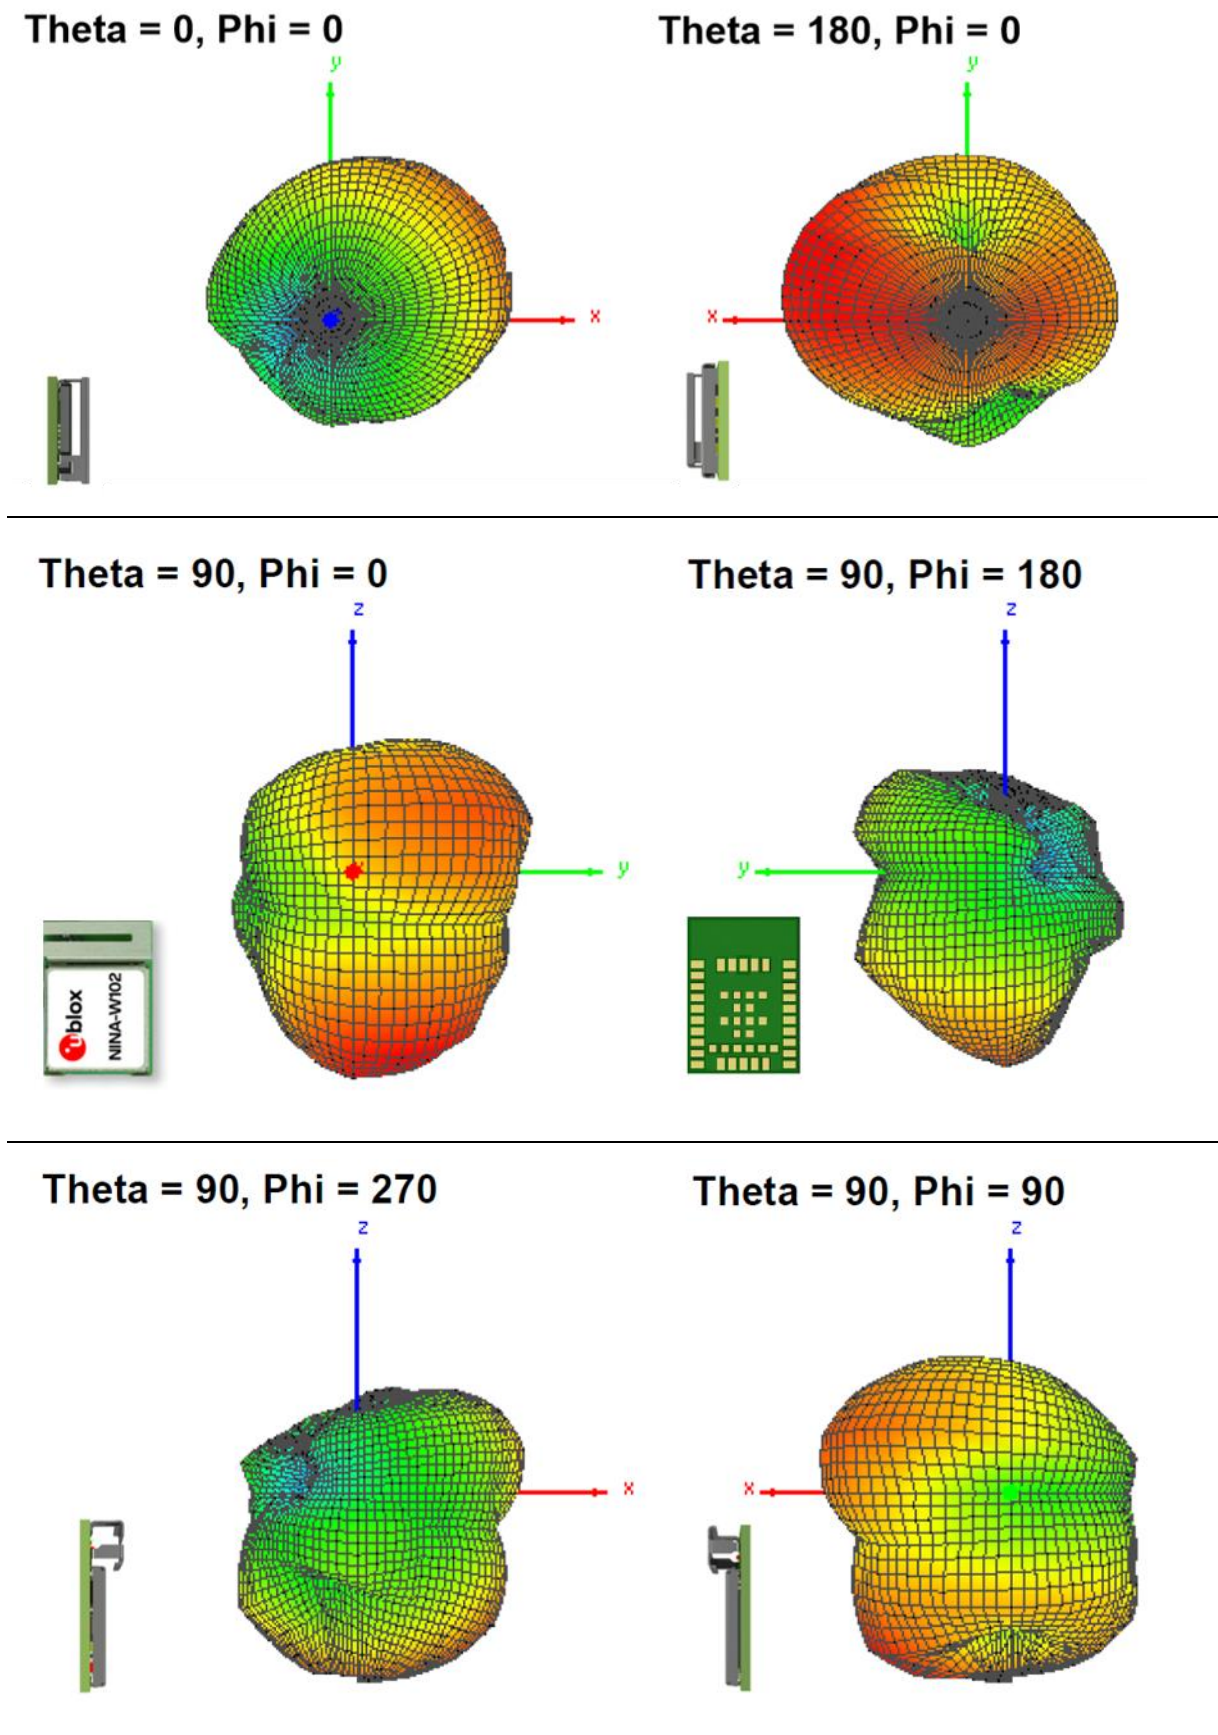 Theta = 0, Phi = 0
Theta = 180, Phi = 0
y
y
x
x
Theta = 90, Phi = 0
Theta = 90, Phi = 180
z
z
y
y
ublox
NINA-W102
Theta = 90, Phi = 270
Theta = 90, Phi = 90
z
z
x
x